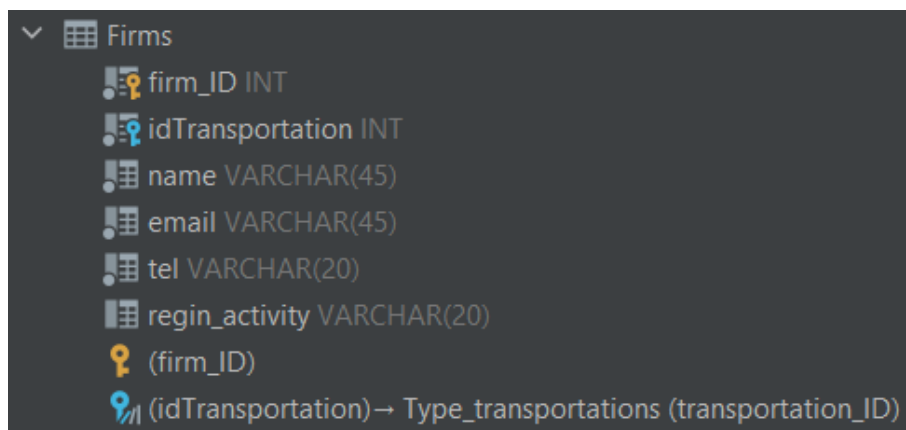 Firms
firm_ID INT
idTransportation INT
name VARCHAR(45)
email VARCHAR(45)
tel VARCHAR(20)
regin_activity VARCHAR(20)
(firm_ID)
(idTransportation)→ Type_transportations (transportation_ID)